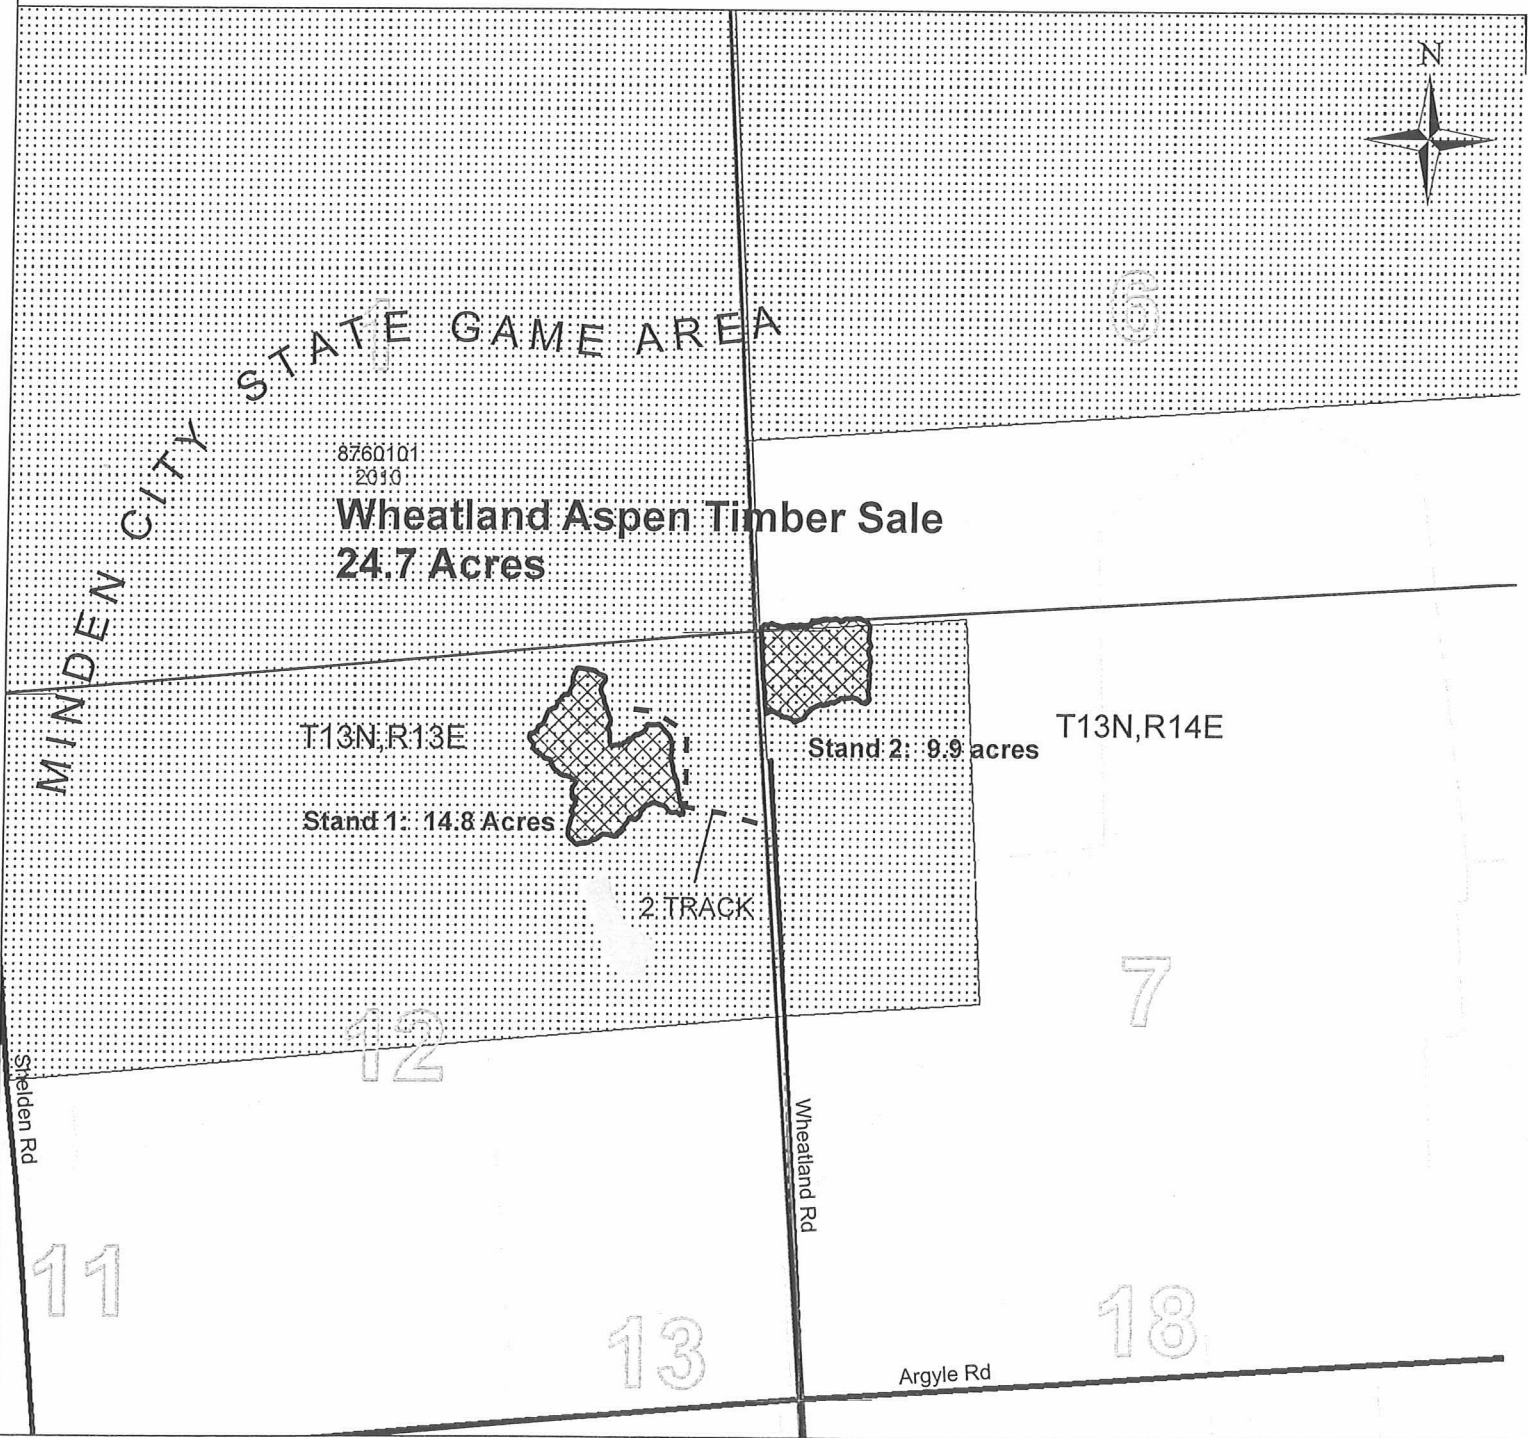 N
1
6
MINDEN CITY STATE GAME AREA
8760101
2010
Wheatland Aspen Timber Sale
24.7 Acres
T13N,R13E
T13N,R14E
Stand 2: 9.9 acres
Stand 1: 14.8 Acres
2 TRACK
7
12
Shelden Rd
Wheatland Rd
11
13
18
Argyle Rd